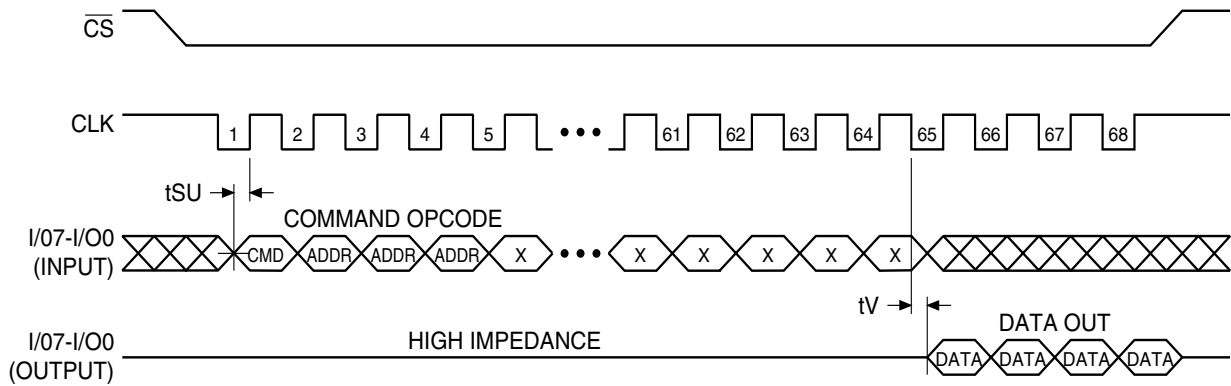 CS
CLK
1 2 3 4 5 ••• 61 62 63 64 65 66 67 68
tSU
COMMAND OPCODE
I/07-I/O0
(INPUT)
CMD ADDR ADDR ADDR X ••• X X X X X
tV
I/07-I/O0
(OUTPUT)
HIGH IMPEDANCE
DATA OUT
DATA DATA DATA DATA